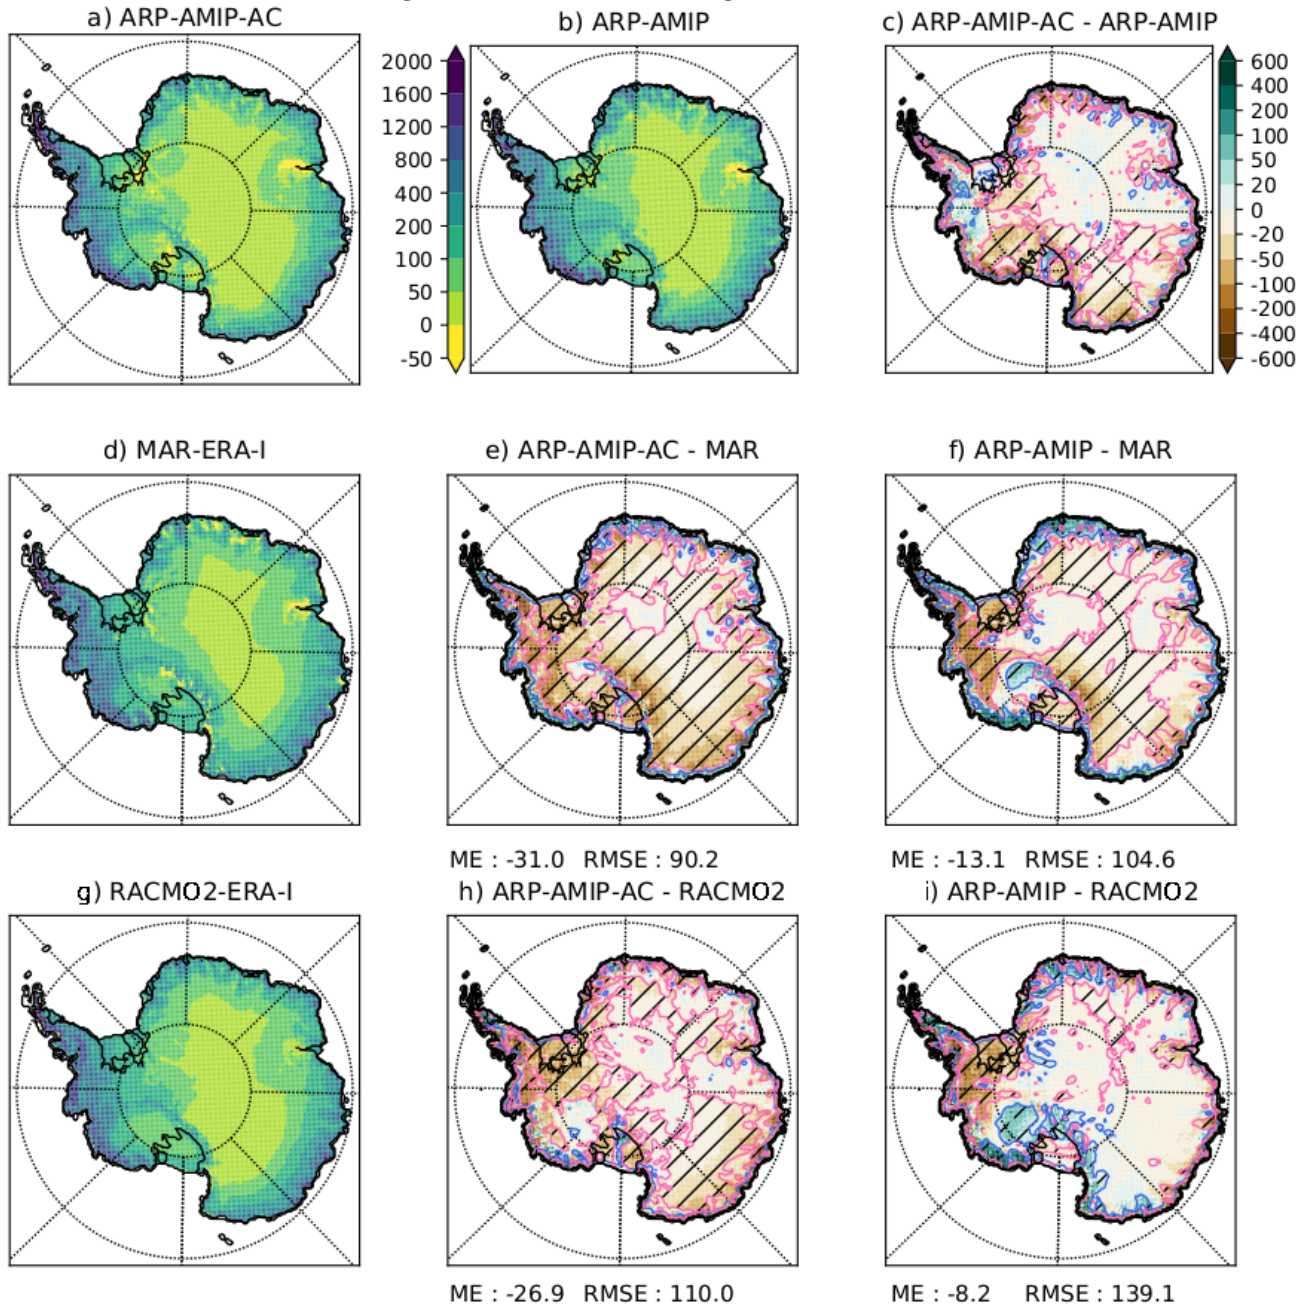 a) ARP-AMIP-AC
b) ARP-AMIP
c) ARP-AMIP-AC - ARP-AMIP
2000
1600
1200
800
400
200
100
50
0
-50
600
400
200
100
50
20
0
-20
-50
-100
-200
-400
-600
d) MAR-ERA-I
e) ARP-AMIP-AC - MAR
f) ARP-AMIP - MAR
ME : -31.0 RMSE : 90.2
ME : -13.1 RMSE : 104.6
g) RACMO2-ERA-I
h) ARP-AMIP-AC - RACMO2
i) ARP-AMIP - RACMO2
ME : -26.9 RMSE : 110.0
ME : -8.2 RMSE : 139.1